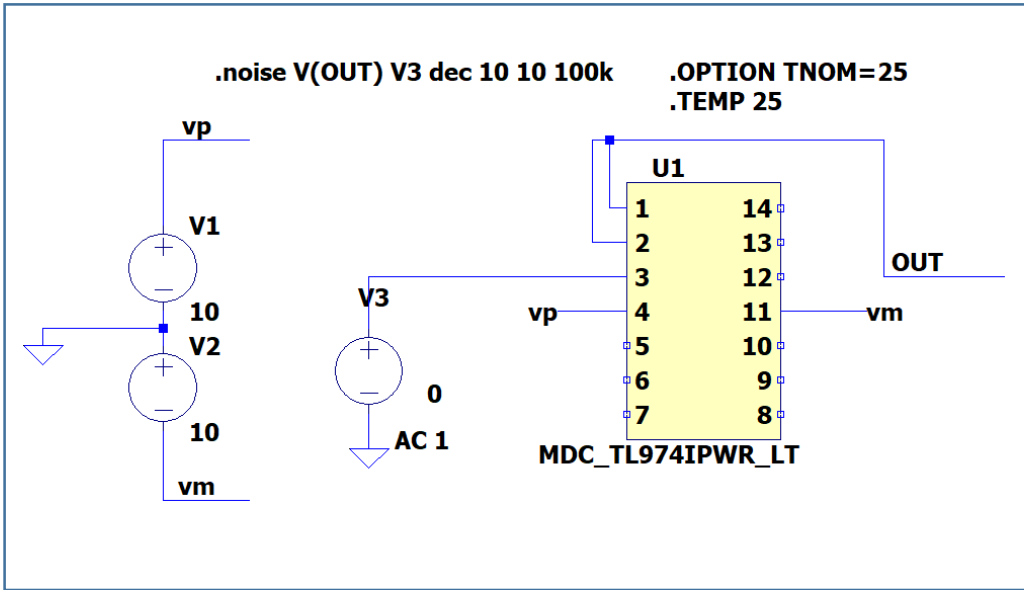 .noise V(OUT) V3 dec 10 10 100k
.OPTION TNOM=25
.TEMP 25
vp
V1
10
V2
10
vm
V3
0
AC 1
U1
1
2
3
4
5
6
7
14
13
12
11
10
9
8
vp
vm
OUT
MDC_TL974IPWR_LT